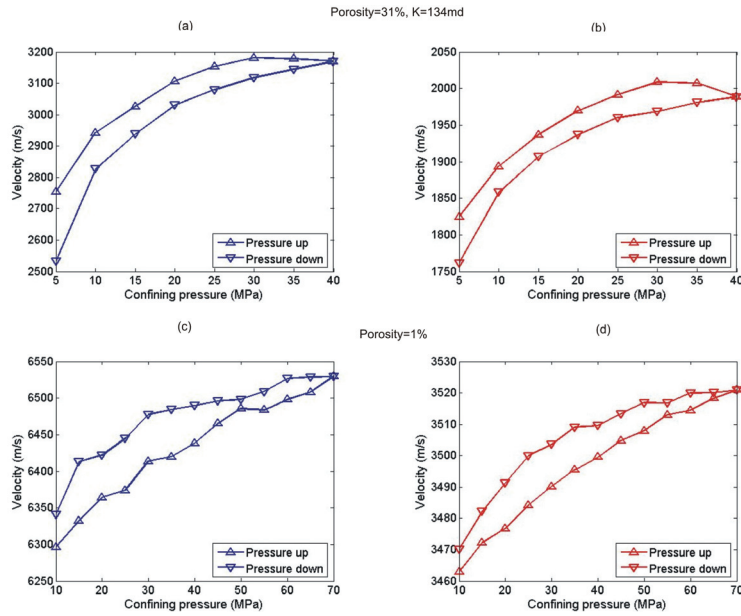 Porosity=31%, K=134md
(a)
(b)
3200
3100
3000
2900
2800
2700
2600
2500
Velocity (m/s)
5 10 15 20 25 30 35 40
Confining pressure (MPa)
Pressure up
Pressure down
2050
2000
1950
1900
1850
1800
1750
Velocity (m/s)
5 10 15 20 25 30 35 40
Confining pressure (MPa)
Pressure up
Pressure down
Porosity=1%
(c)
(d)
6550
6500
6450
6400
6350
6300
6250
Velocity (m/s)
10 20 30 40 50 60 70
Confining pressure (MPa)
Pressure up
Pressure down
3530
3520
3510
3500
3490
3480
3470
3460
Velocity (m/s)
10 20 30 40 50 60 70
Confining pressure (MPa)
Pressure up
Pressure down